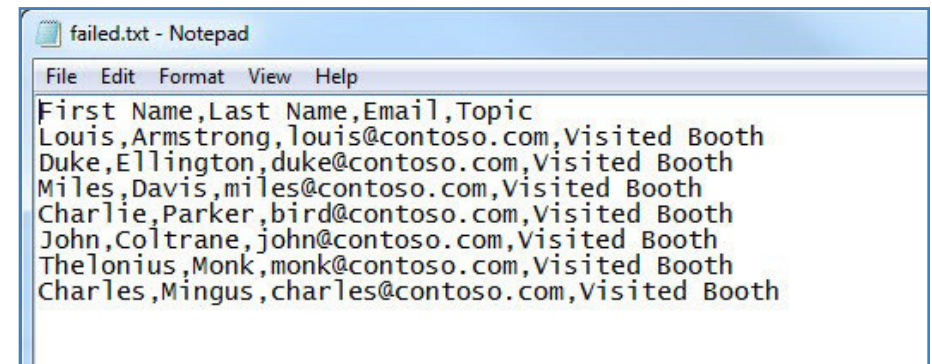 failed.txt - Notepad
File Edit Format View Help
First Name,Last Name,Email,Topic
Louis,Armstrong,louis@contoso.com,Visited Booth
Duke,Ellington,duke@contoso.com,Visited Booth
Miles,Davis,miles@contoso.com,Visited Booth
Charlie,Parker,bird@contoso.com,Visited Booth
John,Coltrane,john@contoso.com,Visited Booth
Thelonius,Monk,monk@contoso.com,Visited Booth
Charles,Mingus,charles@contoso.com,Visited Booth